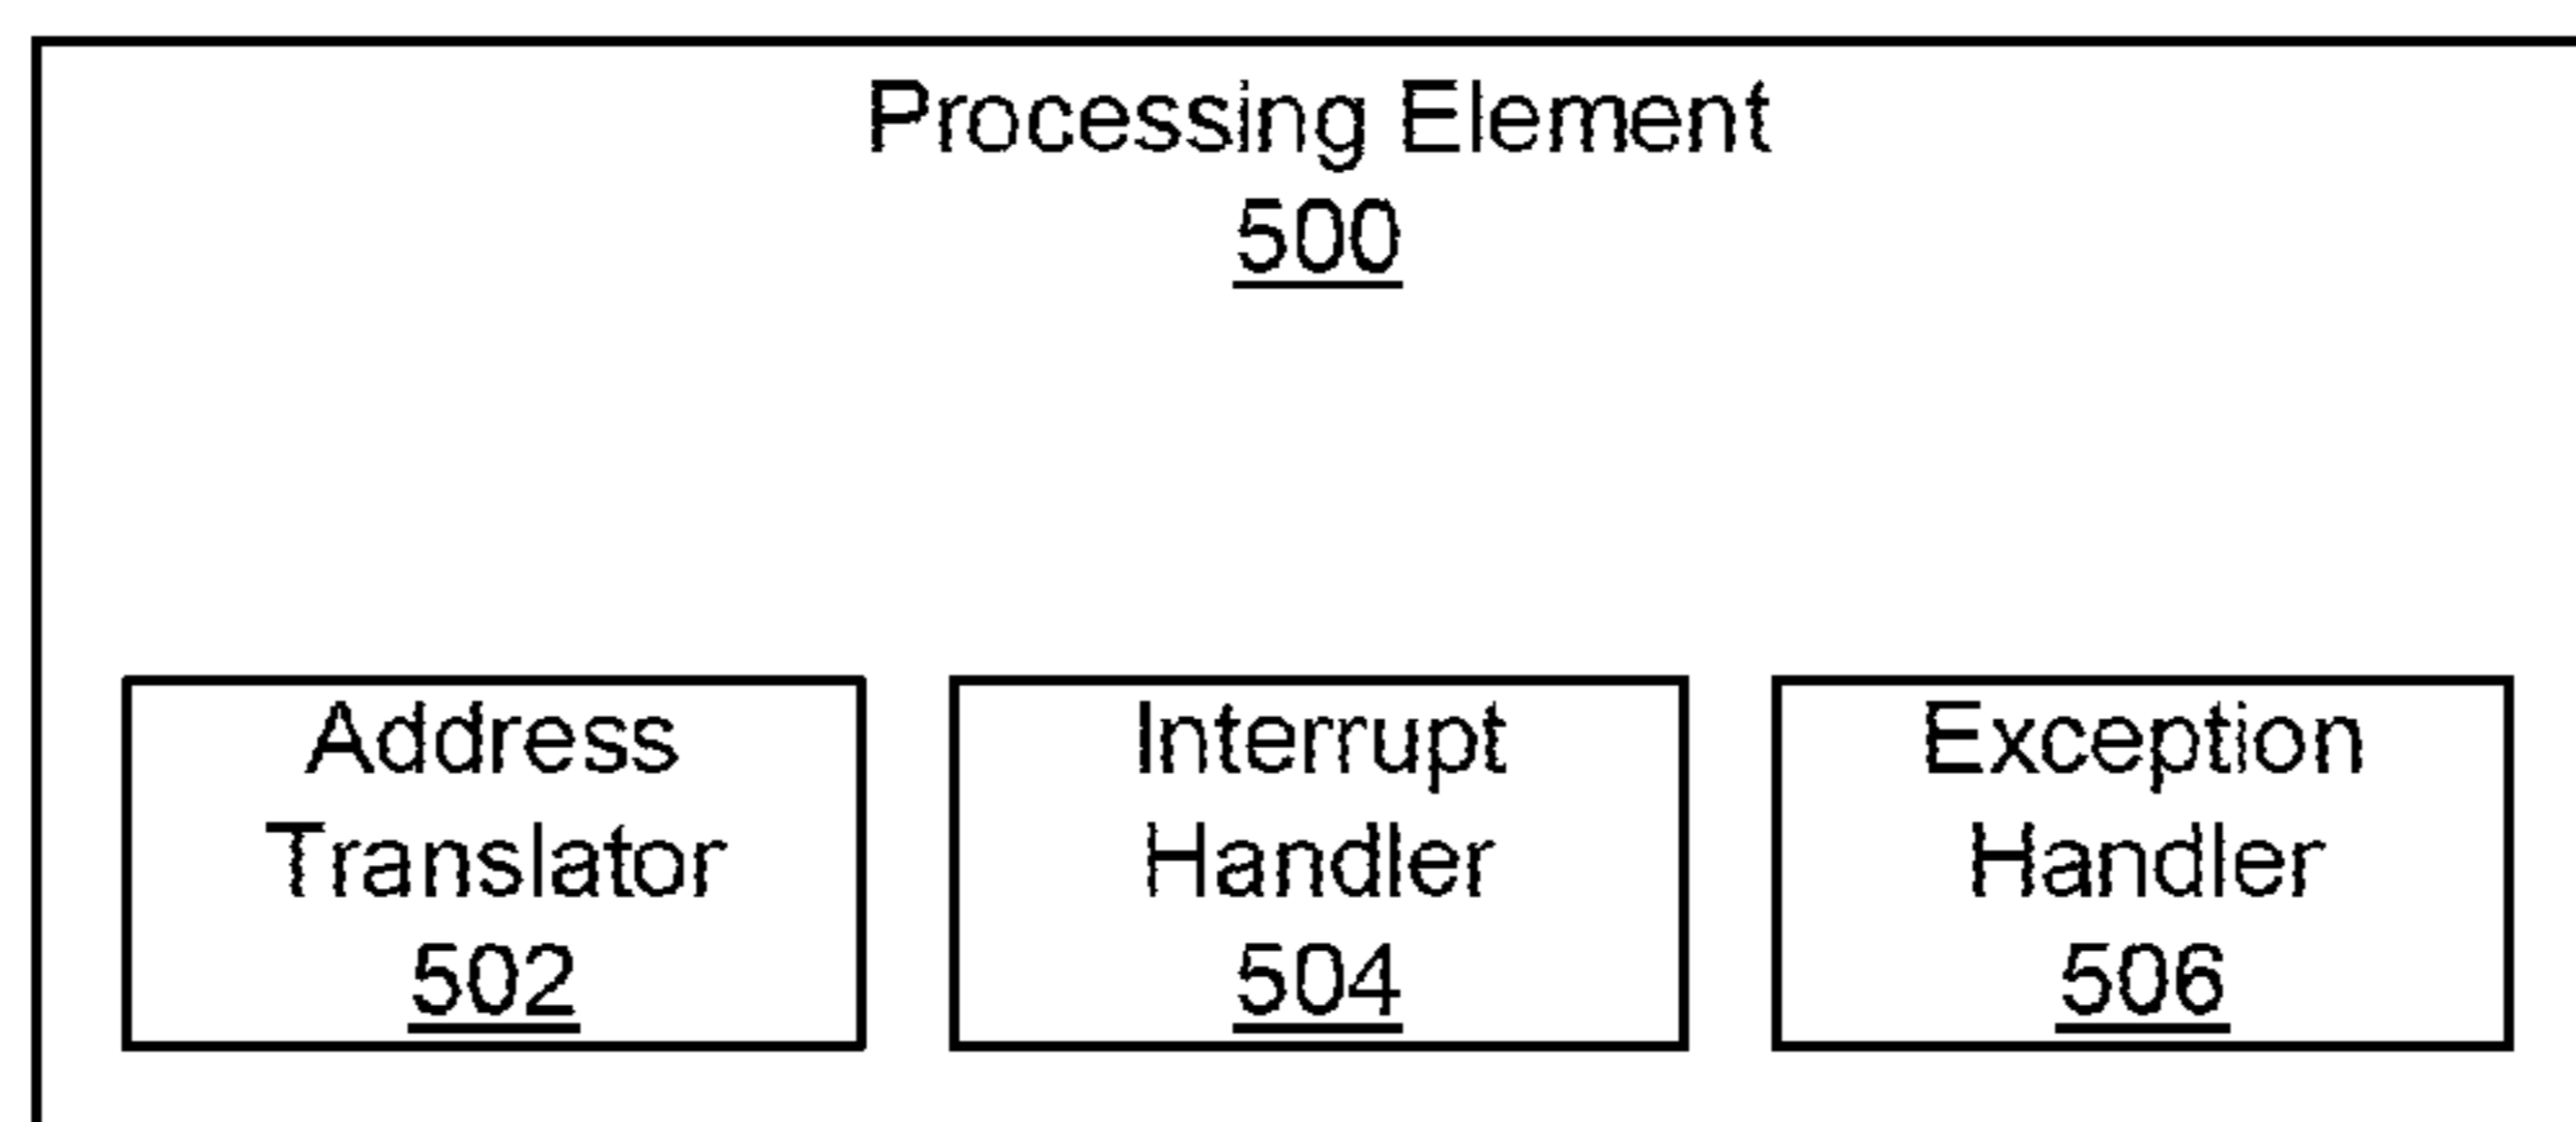 Processing Element
500
Address
Translator
502
Interrupt
Handler
504
Exception
Handler
506